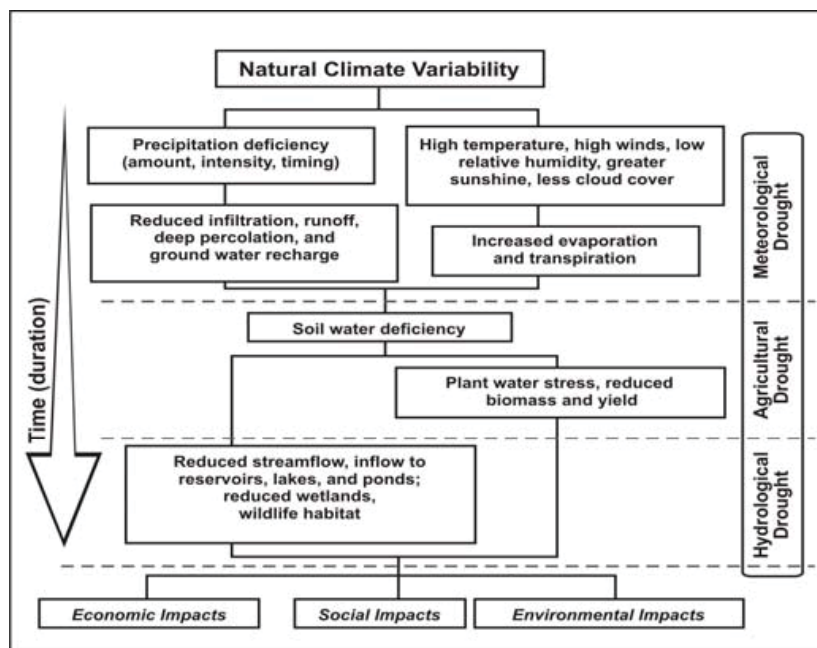 Natural Climate Variability
Precipitation deficiency
(amount, intensity, timing)
High temperature, high winds, low
relative humidity, greater
sunshine, less cloud cover
Reduced infiltration, runoff,
deep percolation, and
ground water recharge
Increased evaporation
and transpiration
Meteorological
Drought
Time (duration)
Soil water deficiency
Plant water stress, reduced
biomass and yield
Agricultural
Drought
Reduced streamflow, inflow to
reservoirs, lakes, and ponds;
reduced wetlands,
wildlife habitat
Hydrological
Drought
Economic Impacts
Social Impacts
Environmental Impacts